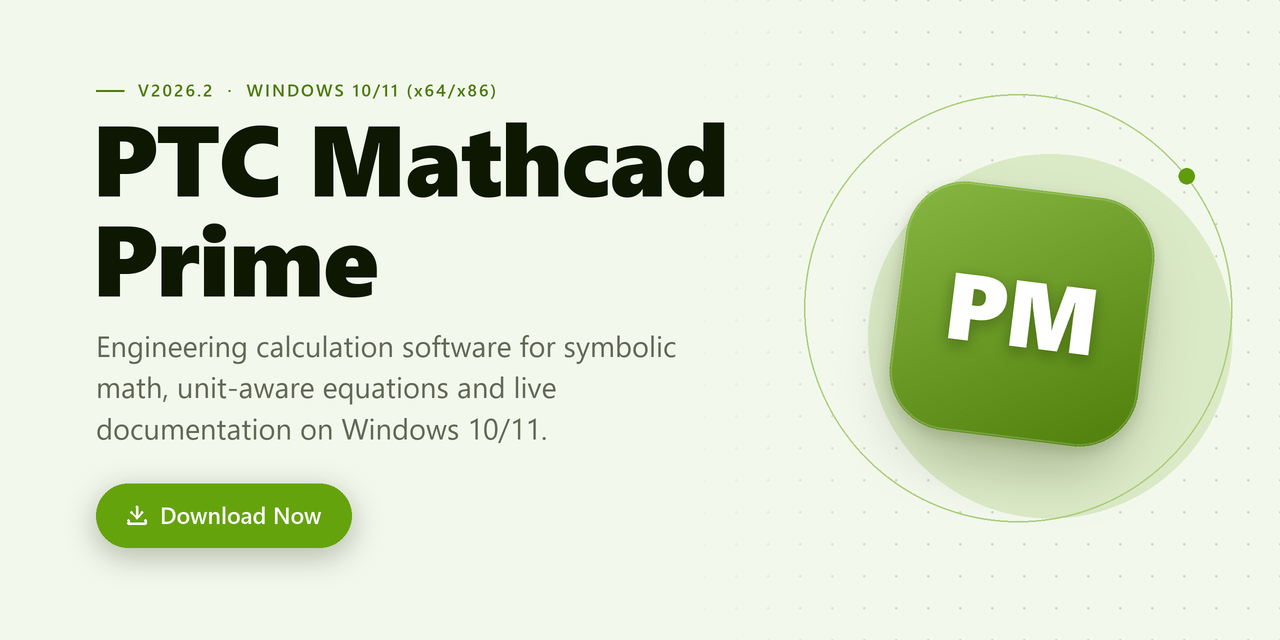 V2026.2 · WINDOWS 10/11 (x64/x86)
PTC Mathcad
Prime
Engineering calculation software for symbolic
math, unit-aware equations and live
documentation on Windows 10/11.
Download Now
PM